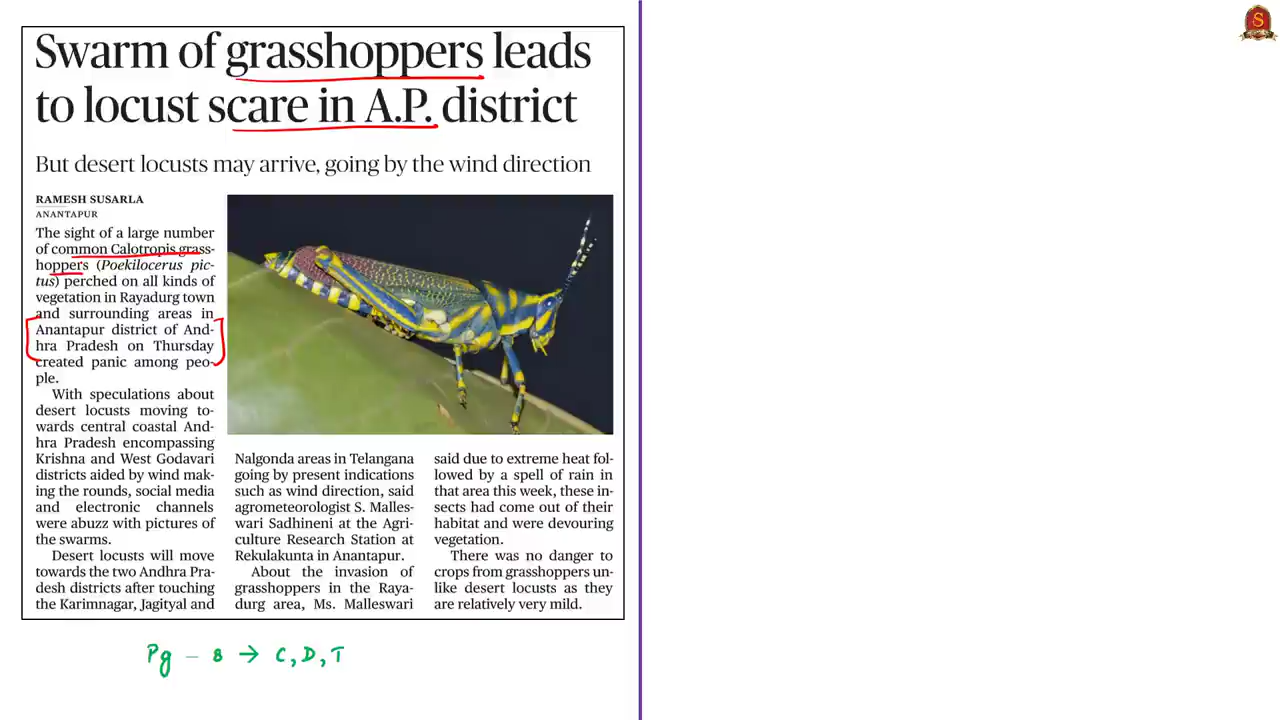 Swarm of grasshoppers leads
to locust scare in A.P. district
But desert locusts may arrive, going by the wind direction
RAMESH SUSARLA
ANANTAPUR
The sight of a large number
of common Calotropis grass-
hoppers (Poekilocerus pic-
tus) perched on all kinds of
vegetation in Rayadurg town
and surrounding areas in
Anantapur district of And-
hra Pradesh on Thursday
created panic among peo-
ple.
With speculations about
desert locusts moving to-
wards central coastal And-
hra Pradesh encompassing
Krishna and West Godavari
districts aided by wind mak-
ing the rounds, social media
and electronic channels
were abuzz with pictures of
the swarms.
Desert locusts will move
towards the two Andhra Pra-
desh districts after touching
the Karimnagar, Jagityal and
Nalgonda areas in Telangana
going by present indications
such as wind direction, said
agrometeorologist S. Malles-
wari Sadhineni at the Agri-
culture Research Station at
Rekulakunta in Anantapur.
About the invasion of
grasshoppers in the Raya-
durg area, Ms. Malleswari
said due to extreme heat fol-
lowed by a spell of rain in
that area this week, these in-
sects had come out of their
habitat and were devouring
vegetation.
There was no danger to
crops from grasshoppers un-
like desert locusts as they
are relatively very mild.
Pg - 8 → C, D, T
S